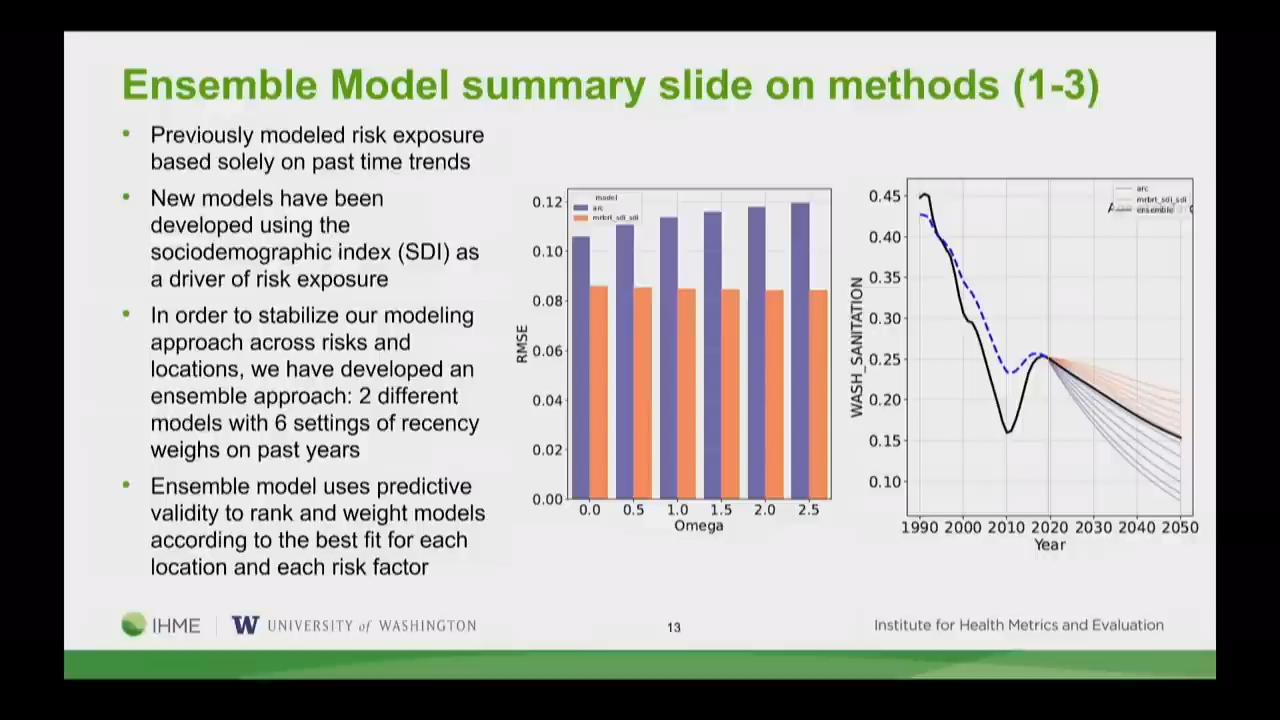 Ensemble Model summary slide on methods (1-3)
• Previously modeled risk exposure
based solely on past time trends
• New models have been
developed using the
sociodemographic index (SDI) as
a driver of risk exposure
• In order to stabilize our modeling
approach across risks and
locations, we have developed an
ensemble approach: 2 different
models with 6 settings of recency
weighs on past years
• Ensemble model uses predictive
validity to rank and weight models
according to the best fit for each
location and each risk factor
RMSE
0.12
0.10
0.08
0.06
0.04
0.02
0.00
model
arc
mrbrt_sdi_sdi
0.0 0.5 1.0 1.5 2.0 2.5
Omega
WASH_SANITATION
0.45
0.40
0.35
0.30
0.25
0.20
0.15
0.10
arc
mrbrt_sdi_sdi
ensemble
1990 2000 2010 2020 2030 2040 2050
Year
IHME
W UNIVERSITY of WASHINGTON
13
Institute for Health Metrics and Evaluation